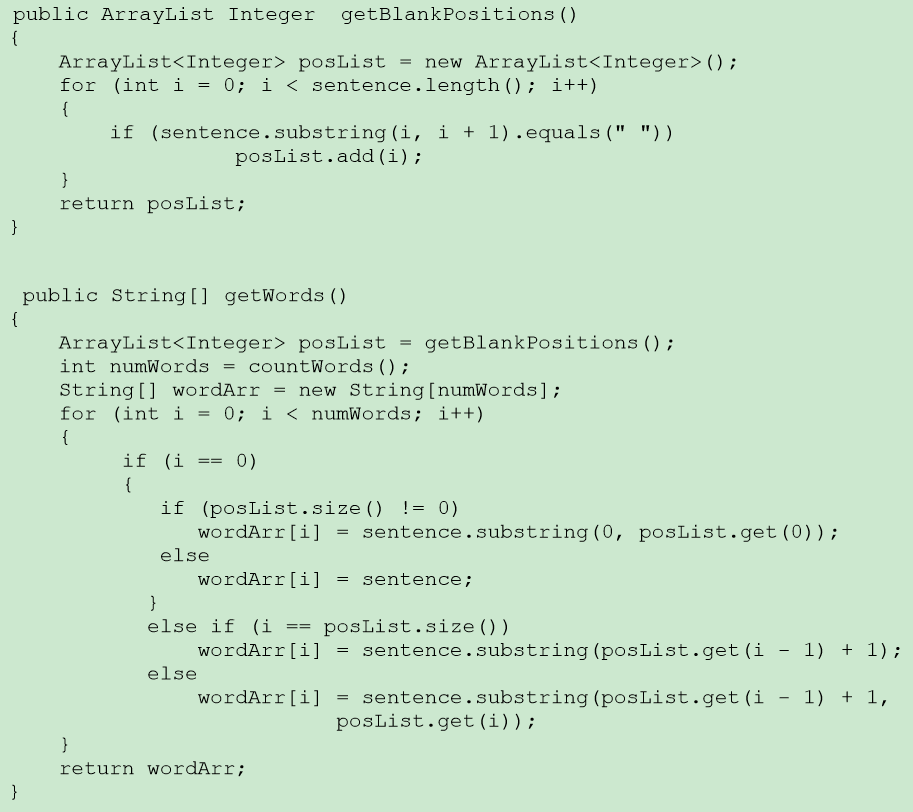 public ArrayList Integer  getBlankPositions()
{
    ArrayList<Integer> posList = new ArrayList<Integer>();
    for (int i = 0; i < sentence.length(); i++)
    {
        if (sentence.substring(i, i + 1).equals(" "))
                  posList.add(i);
    }
    return posList;
}
public String[] getWords()
{
    ArrayList<Integer> posList = getBlankPositions();
    int numWords = countWords();
    String[] wordArr = new String[numWords];
    for (int i = 0; i < numWords; i++)
    {
         if (i == 0)
         {
            if (posList.size() != 0)
               wordArr[i] = sentence.substring(0, posList.get(0));
            else
               wordArr[i] = sentence;
           }
           else if (i == posList.size())
               wordArr[i] = sentence.substring(posList.get(i - 1) + 1);
           else
               wordArr[i] = sentence.substring(posList.get(i - 1) + 1,
                          posList.get(i));
    }
    return wordArr;
}